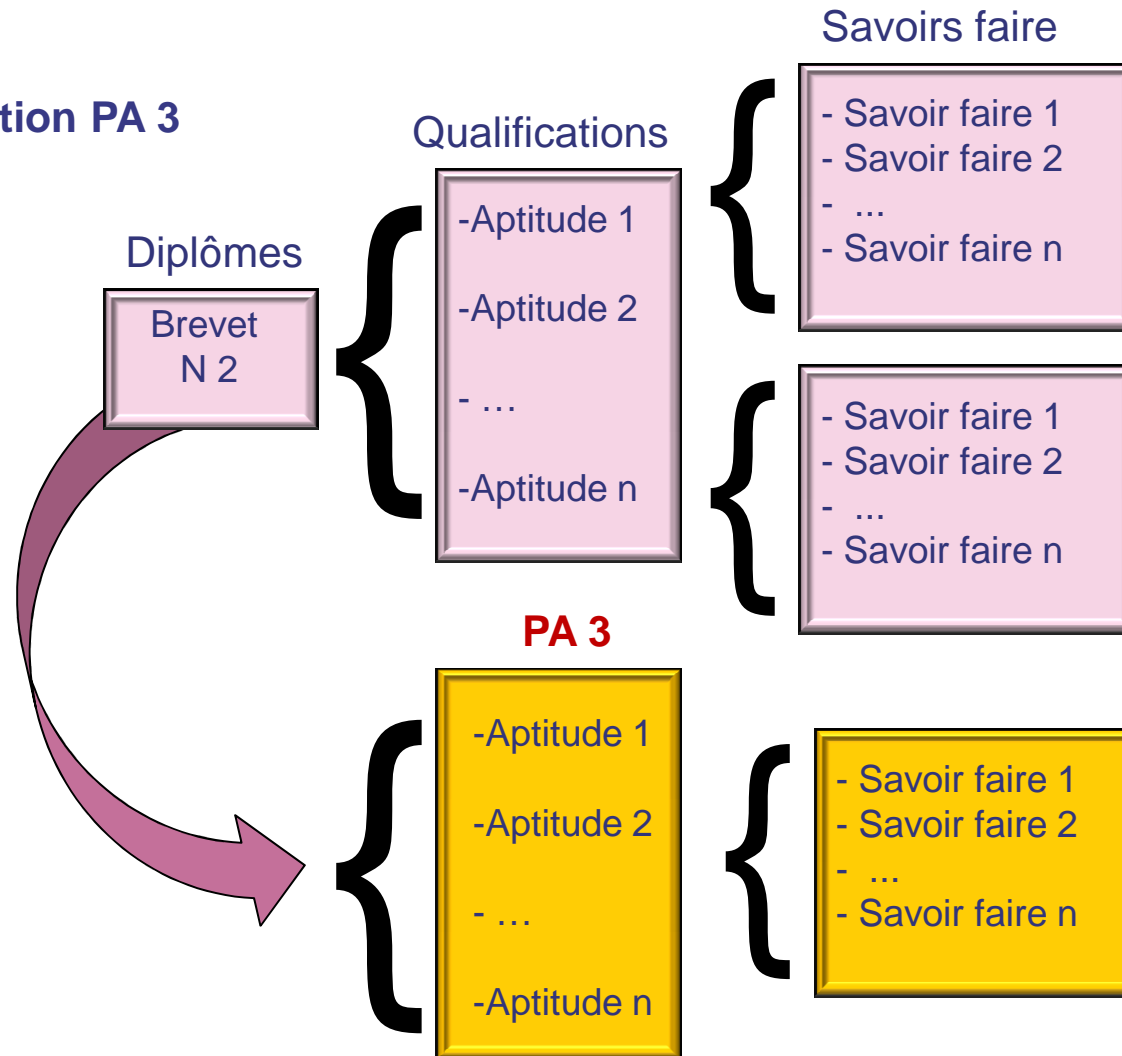 Savoirs faire
tion PA 3
Qualifications
Diplômes
Brevet
N 2
-Aptitude 1
-Aptitude 2
- …
-Aptitude n
- Savoir faire 1
- Savoir faire 2
- ...
- Savoir faire n
- Savoir faire 1
- Savoir faire 2
- ...
- Savoir faire n
PA 3
-Aptitude 1
-Aptitude 2
- …
-Aptitude n
- Savoir faire 1
- Savoir faire 2
- ...
- Savoir faire n